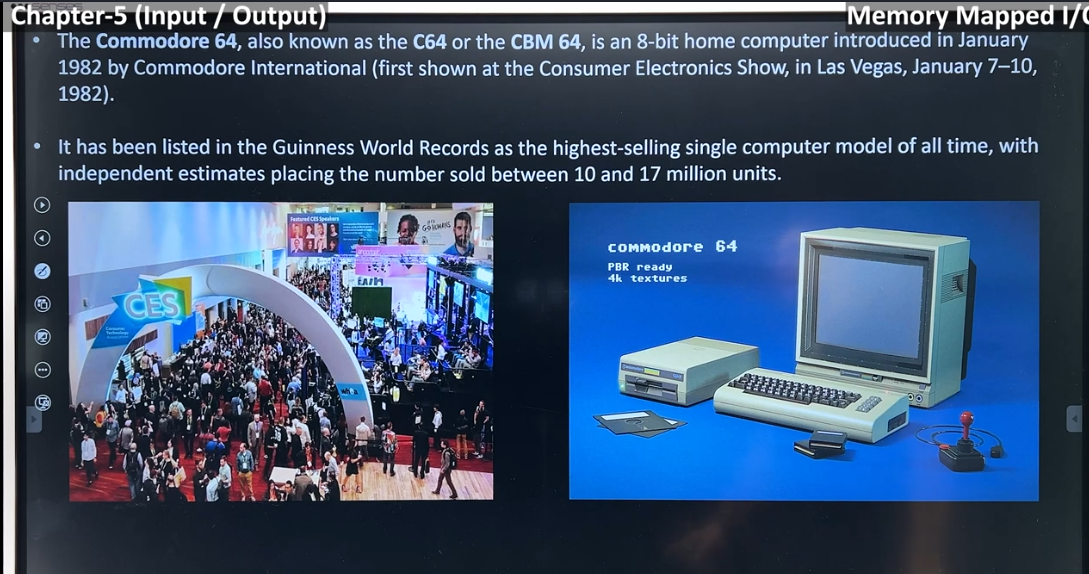 Chapter-5 (Input / Output)
Memory Mapped I/
• The Commodore 64, also known as the C64 or the CBM 64, is an 8-bit home computer introduced in January
1982 by Commodore International (first shown at the Consumer Electronics Show, in Las Vegas, January 7–10,
1982).
• It has been listed in the Guinness World Records as the highest-selling single computer model of all time, with
independent estimates placing the number sold between 10 and 17 million units.
Featured CES Speakers
CES
Consumer
Technology
Association
commodore 64
PBR ready
4k textures